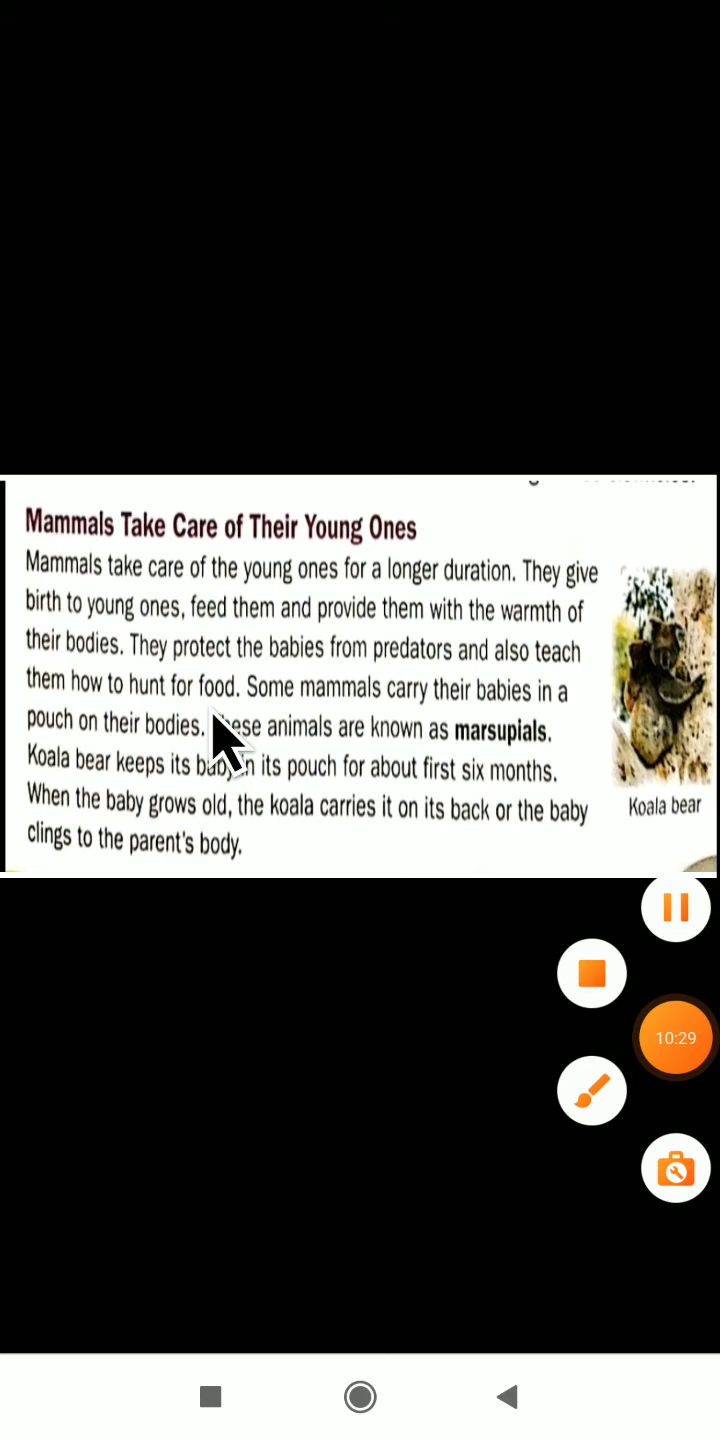 Mammals Take Care of Their Young Ones
Mammals take care of the young ones for a longer duration. They give
birth to young ones, feed them and provide them with the warmth of
their bodies. They protect the babies from predators and also teach
them how to hunt for food. Some mammals carry their babies in a
pouch on their bodies. animals are known as marsupials.
Koala bear keeps its its pouch for about first six months.
When the baby grows old, the koala carries it on its back or the baby
clings to the parent's body.
Koala bear
10:29